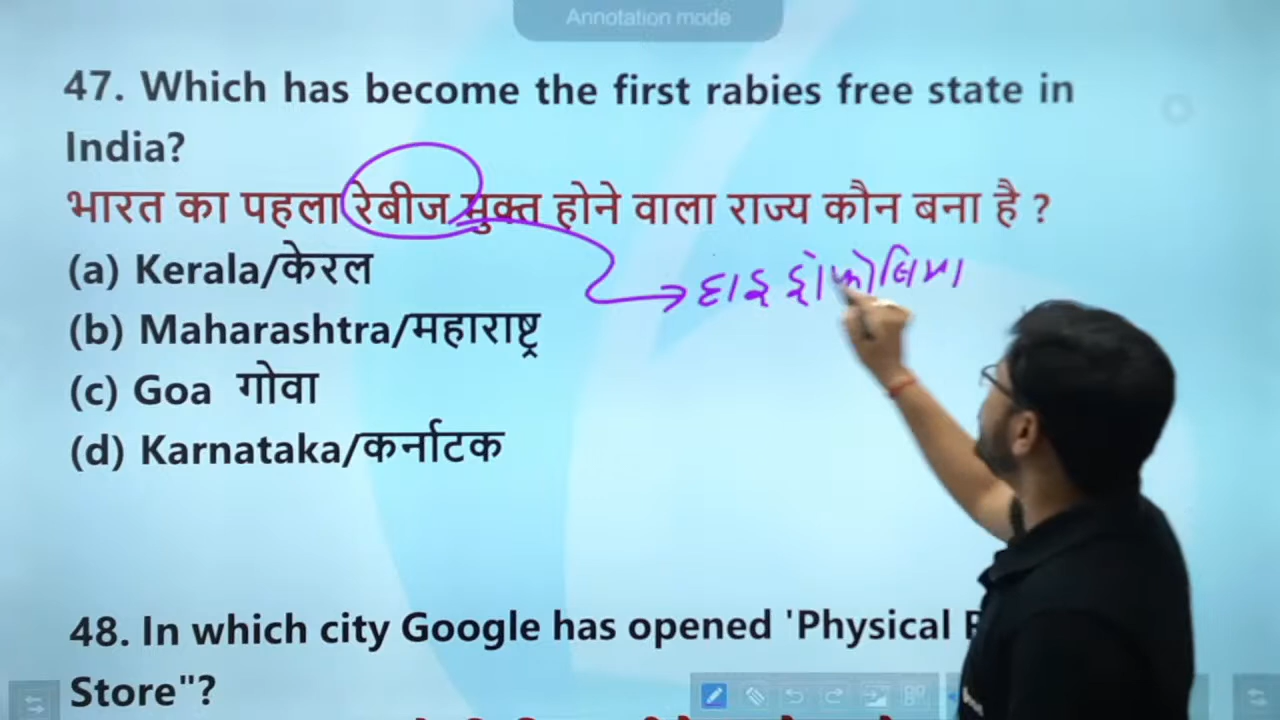 Annotation mode
47. Which has become the first rabies free state in
India?
भारत का पहला रेबीज मुक्त होने वाला राज्य कौन बना है ?
(a) Kerala/केरल
हाइड्रोफोबिया
(b) Maharashtra/महाराष्ट्र
(c) Goa गोवा
(d) Karnataka/कर्नाटक
48. In which city Google has opened 'Physical
Store"?